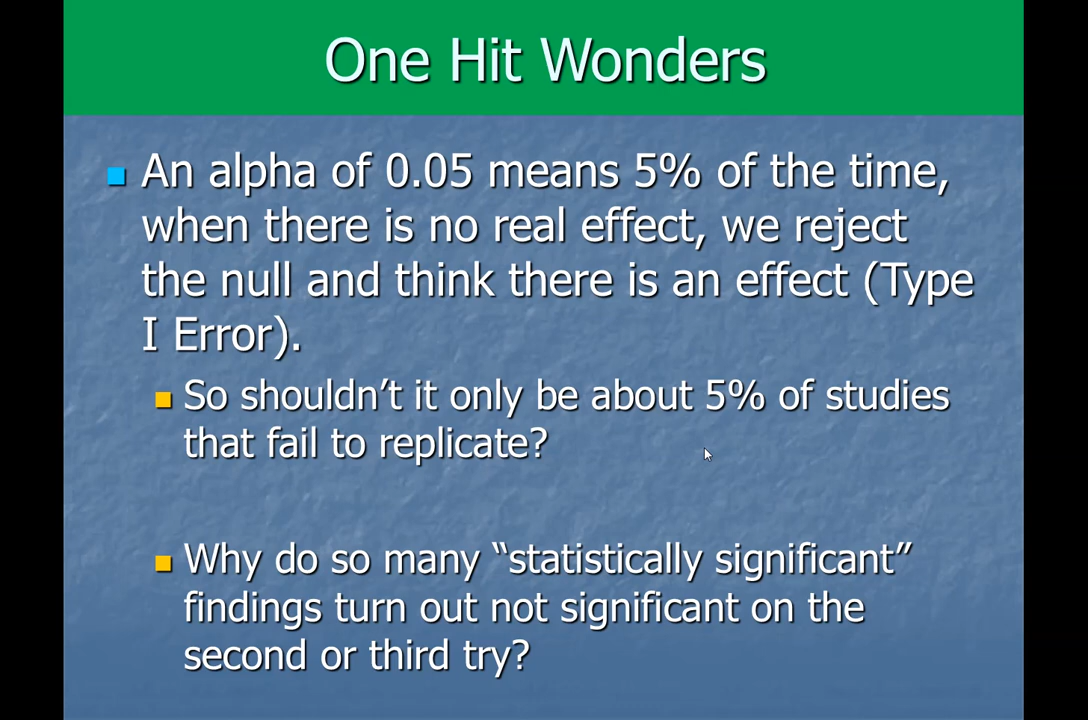 One Hit Wonders
An alpha of 0.05 means 5% of the time,
when there is no real effect, we reject
the null and think there is an effect (Type
I Error).
So shouldn’t it only be about 5% of studies
that fail to replicate?
Why do so many “statistically significant”
findings turn out not significant on the
second or third try?